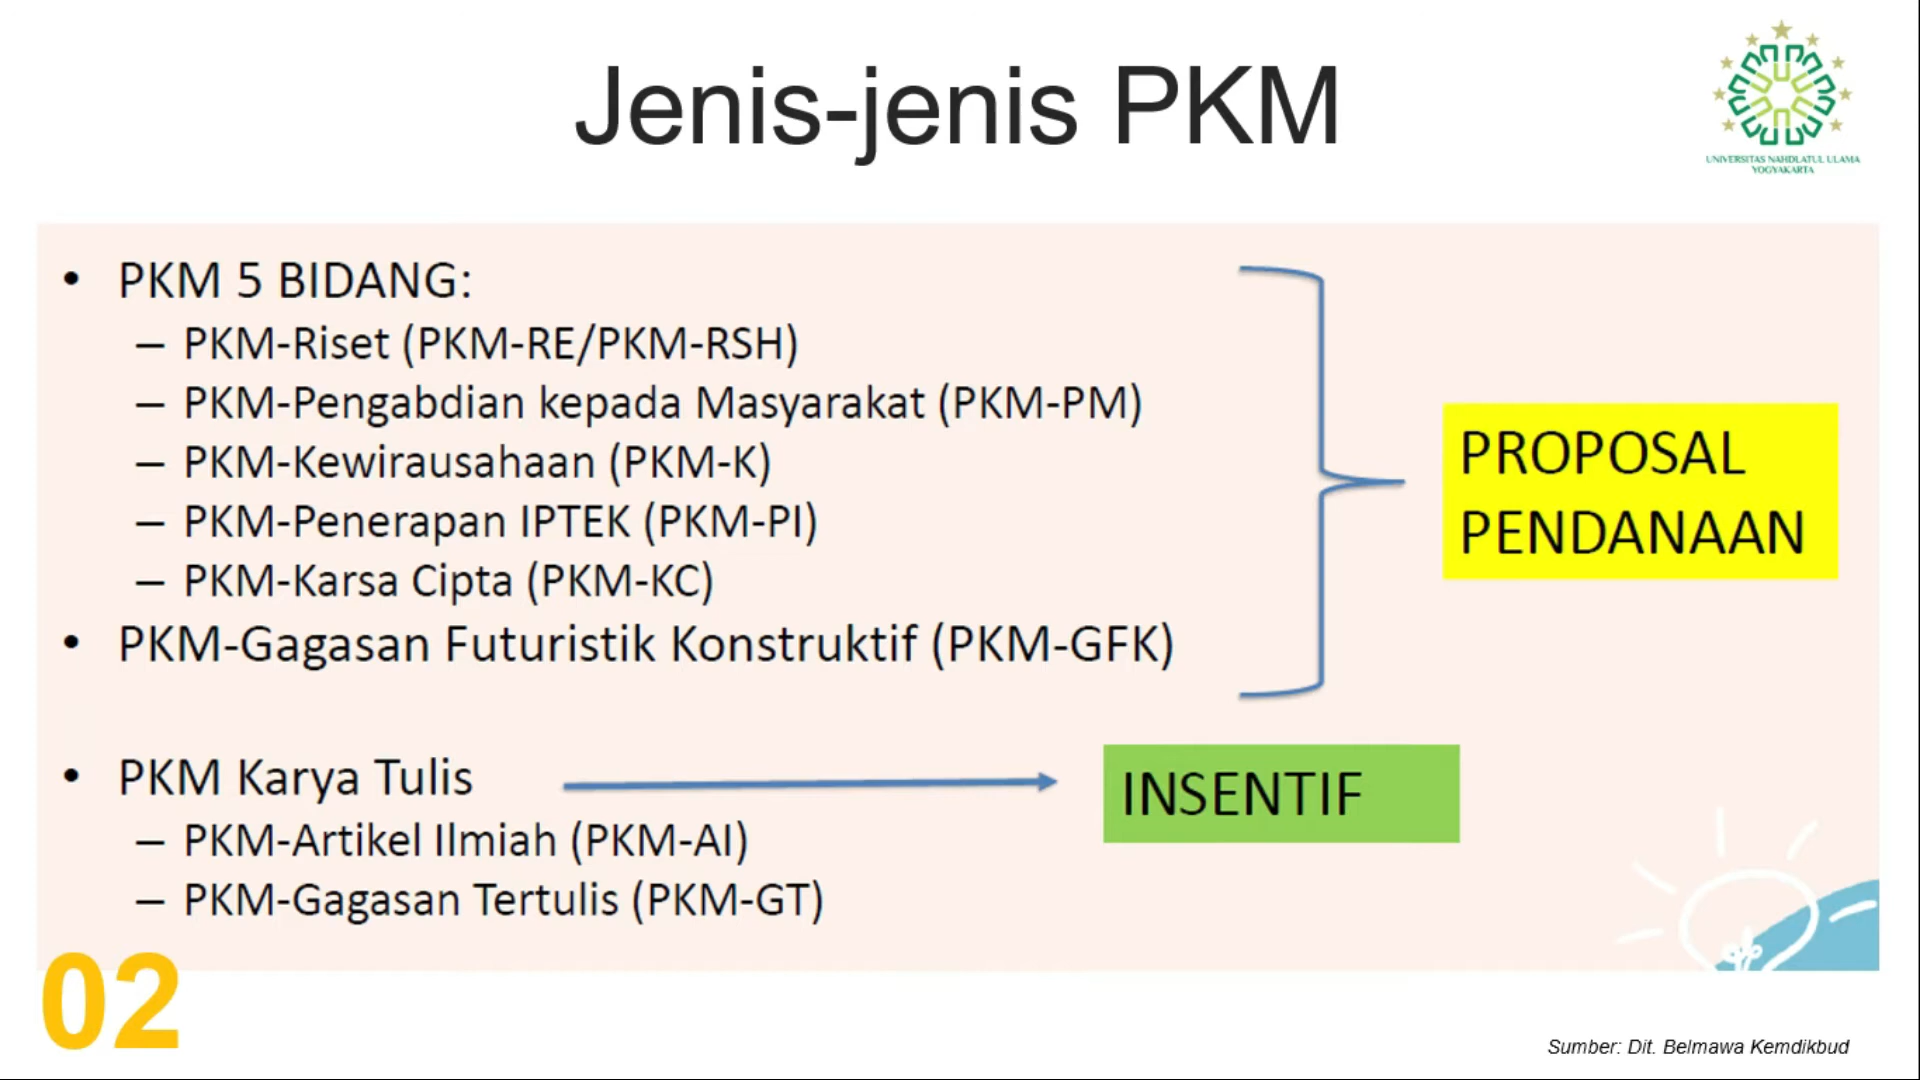 Jenis-jenis PKM
UNIVERSITAS NAHDLATUL ULAMA
YOGYAKARTA
• PKM 5 BIDANG:
– PKM-Riset (PKM-RE/PKM-RSH)
– PKM-Pengabdian kepada Masyarakat (PKM-PM)
– PKM-Kewirausahaan (PKM-K)
– PKM-Penerapan IPTEK (PKM-PI)
– PKM-Karsa Cipta (PKM-KC)
• PKM-Gagasan Futuristik Konstruktif (PKM-GFK)
PROPOSAL
PENDANAAN
• PKM Karya Tulis
INSENTIF
– PKM-Artikel Ilmiah (PKM-AI)
– PKM-Gagasan Tertulis (PKM-GT)
02
Sumber: Dit. Belmawa Kemdikbud